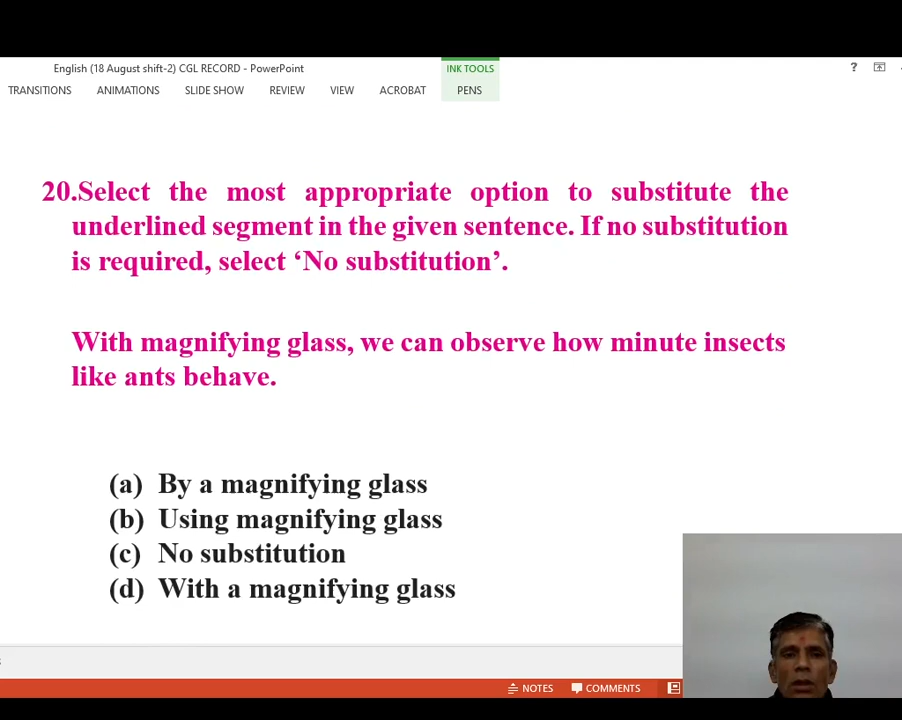 English (18 August shift-2) CGL RECORD - PowerPoint
INK TOOLS
?
TRANSITIONS ANIMATIONS SLIDE SHOW REVIEW VIEW ACROBAT PENS
20.Select the most appropriate option to substitute the
underlined segment in the given sentence. If no substitution
is required, select ‘No substitution’.
With magnifying glass, we can observe how minute insects
like ants behave.
(a) By a magnifying glass
(b) Using magnifying glass
(c) No substitution
(d) With a magnifying glass
NOTES COMMENTS